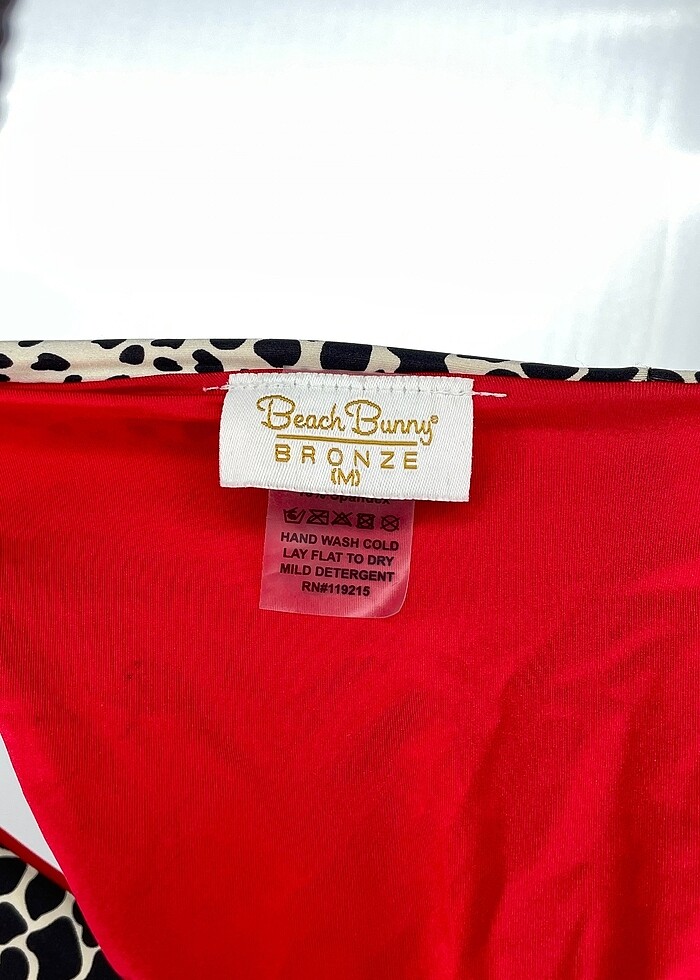 Beach Bunny®
BRONZE
(M)
HAND WASH COLD
LAY FLAT TO DRY
MILD DETERGENT
RN#119215